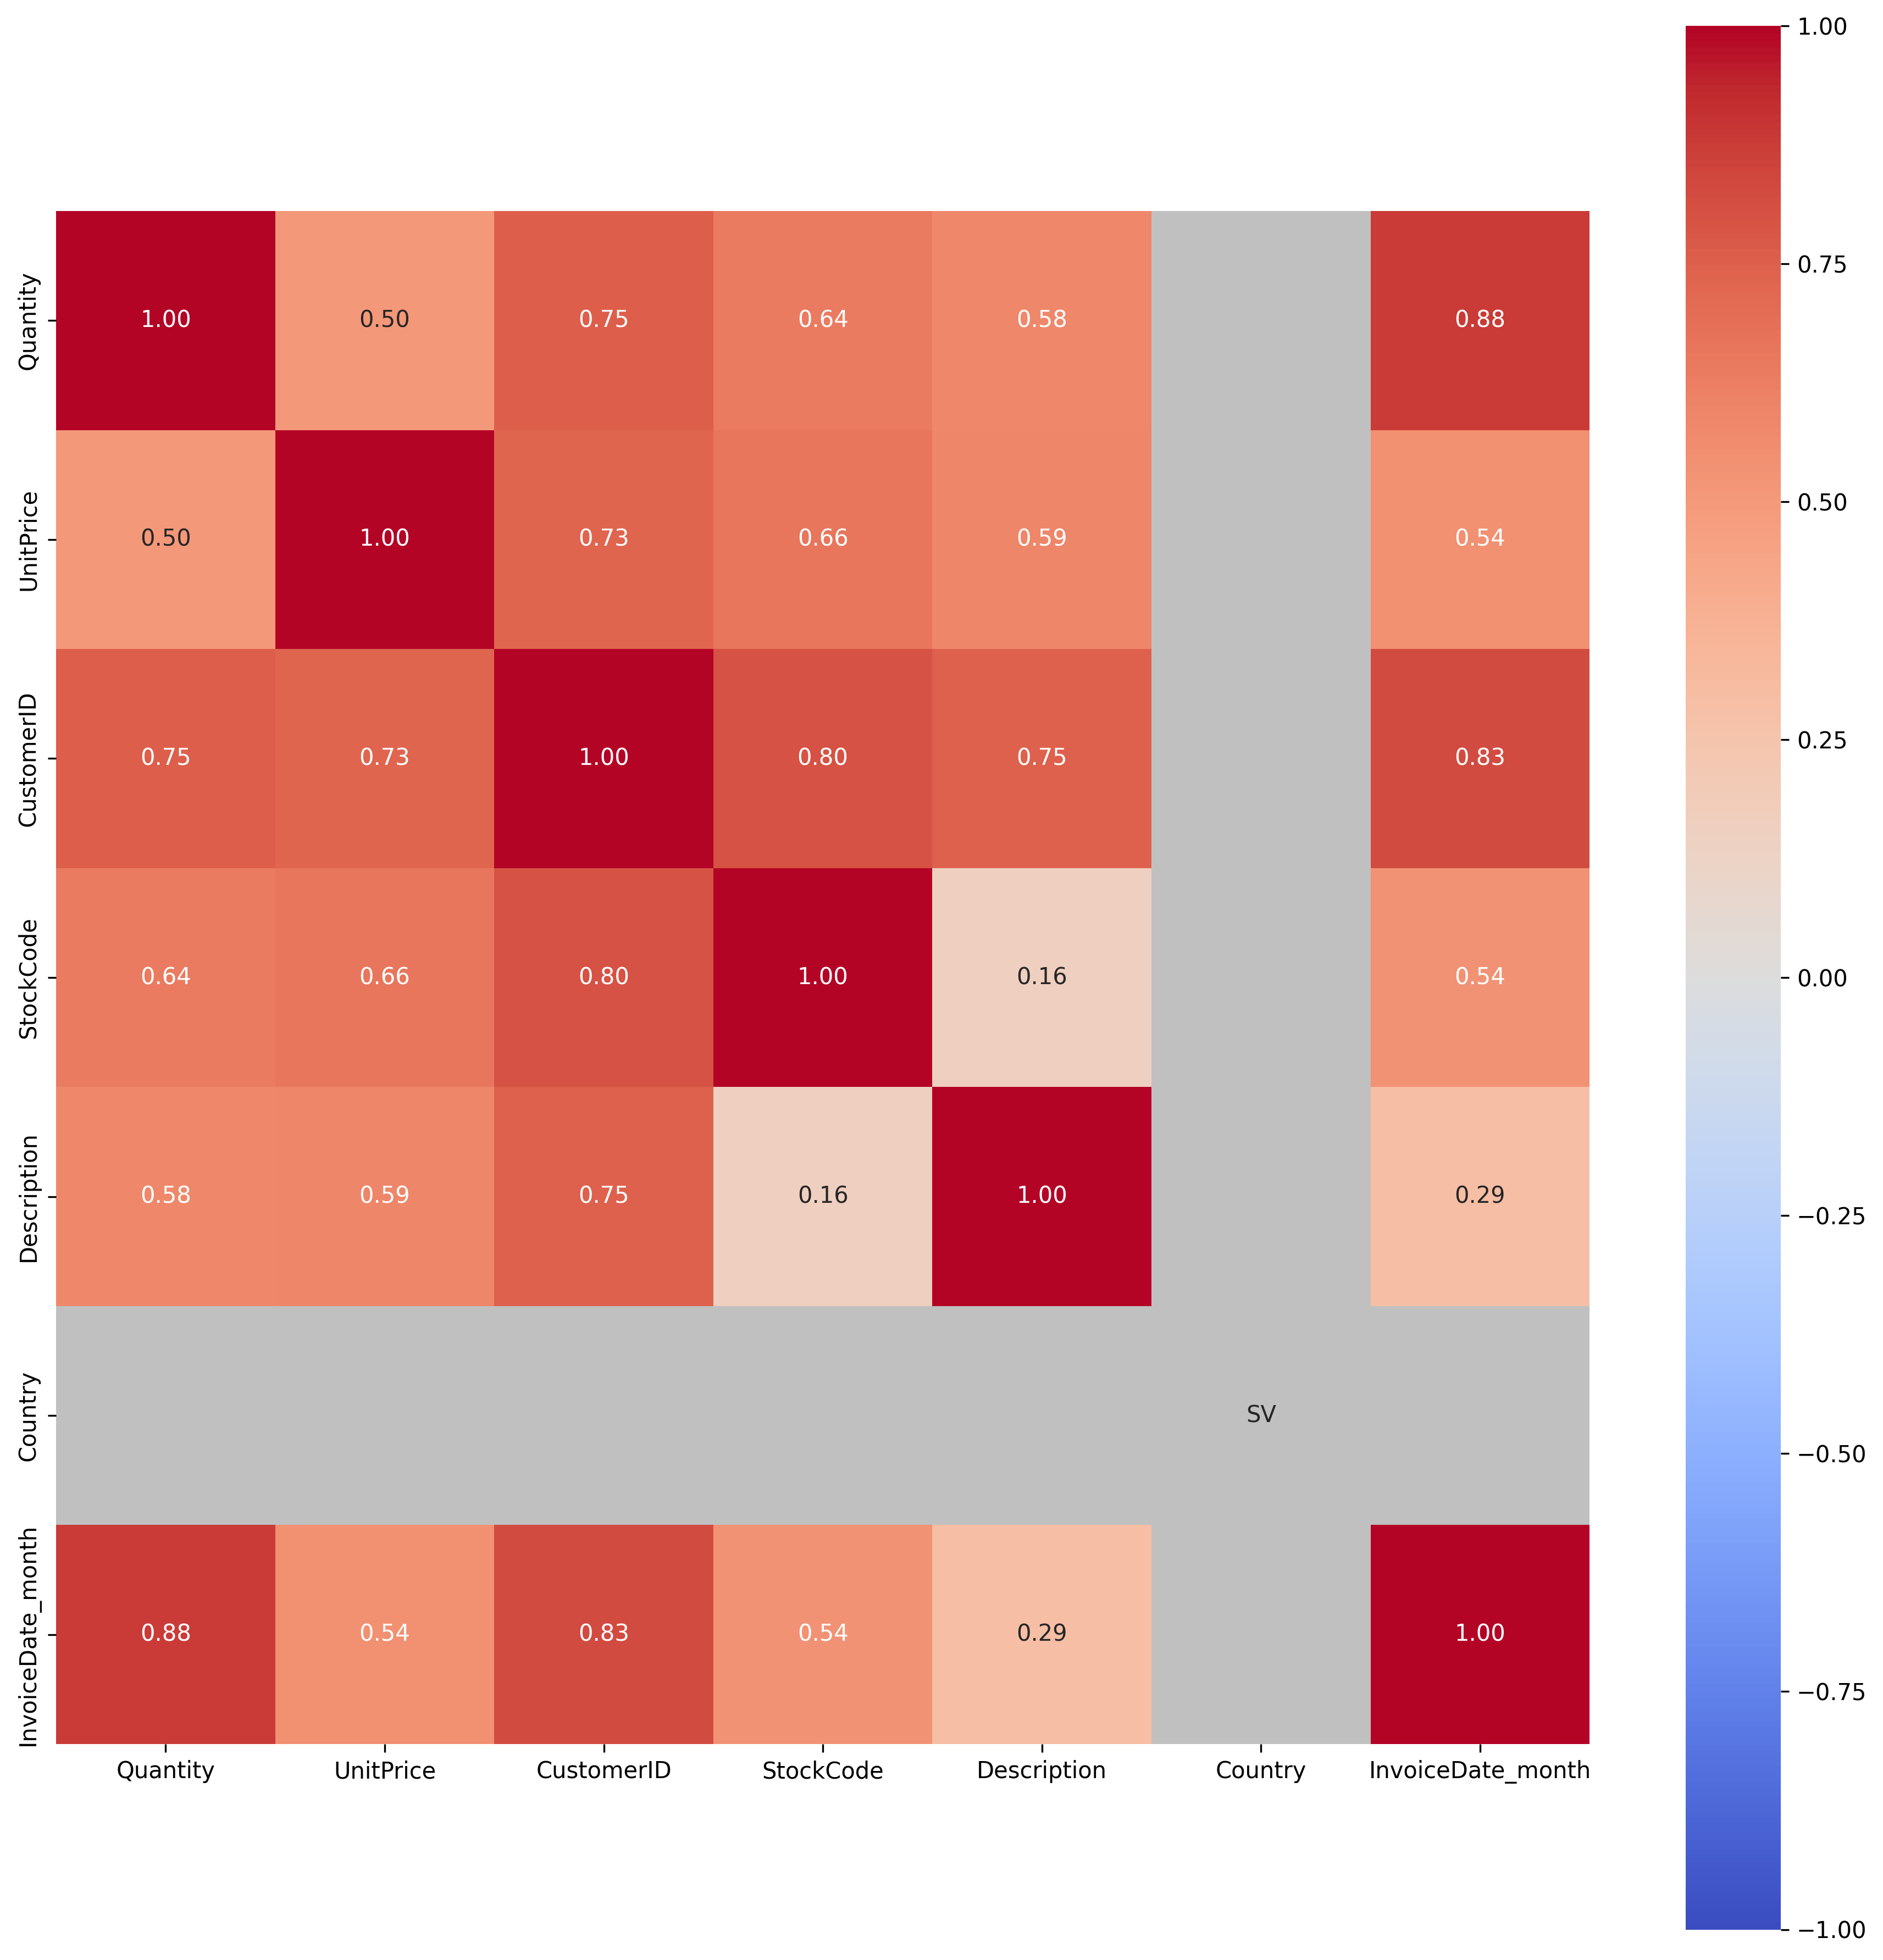 1.00
0.75
0.50
0.25
0.00
−0.25
−0.50
−0.75
−1.00
Quantity 1.00 0.50 0.75 0.64 0.58 0.88
UnitPrice 0.50 1.00 0.73 0.66 0.59 0.54
CustomerID 0.75 0.73 1.00 0.80 0.75 0.83
StockCode 0.64 0.66 0.80 1.00 0.16 0.54
Description 0.58 0.59 0.75 0.16 1.00 0.29
Country SV
InvoiceDate_month 0.88 0.54 0.83 0.54 0.29 1.00
Quantity UnitPrice CustomerID StockCode Description Country InvoiceDate_month